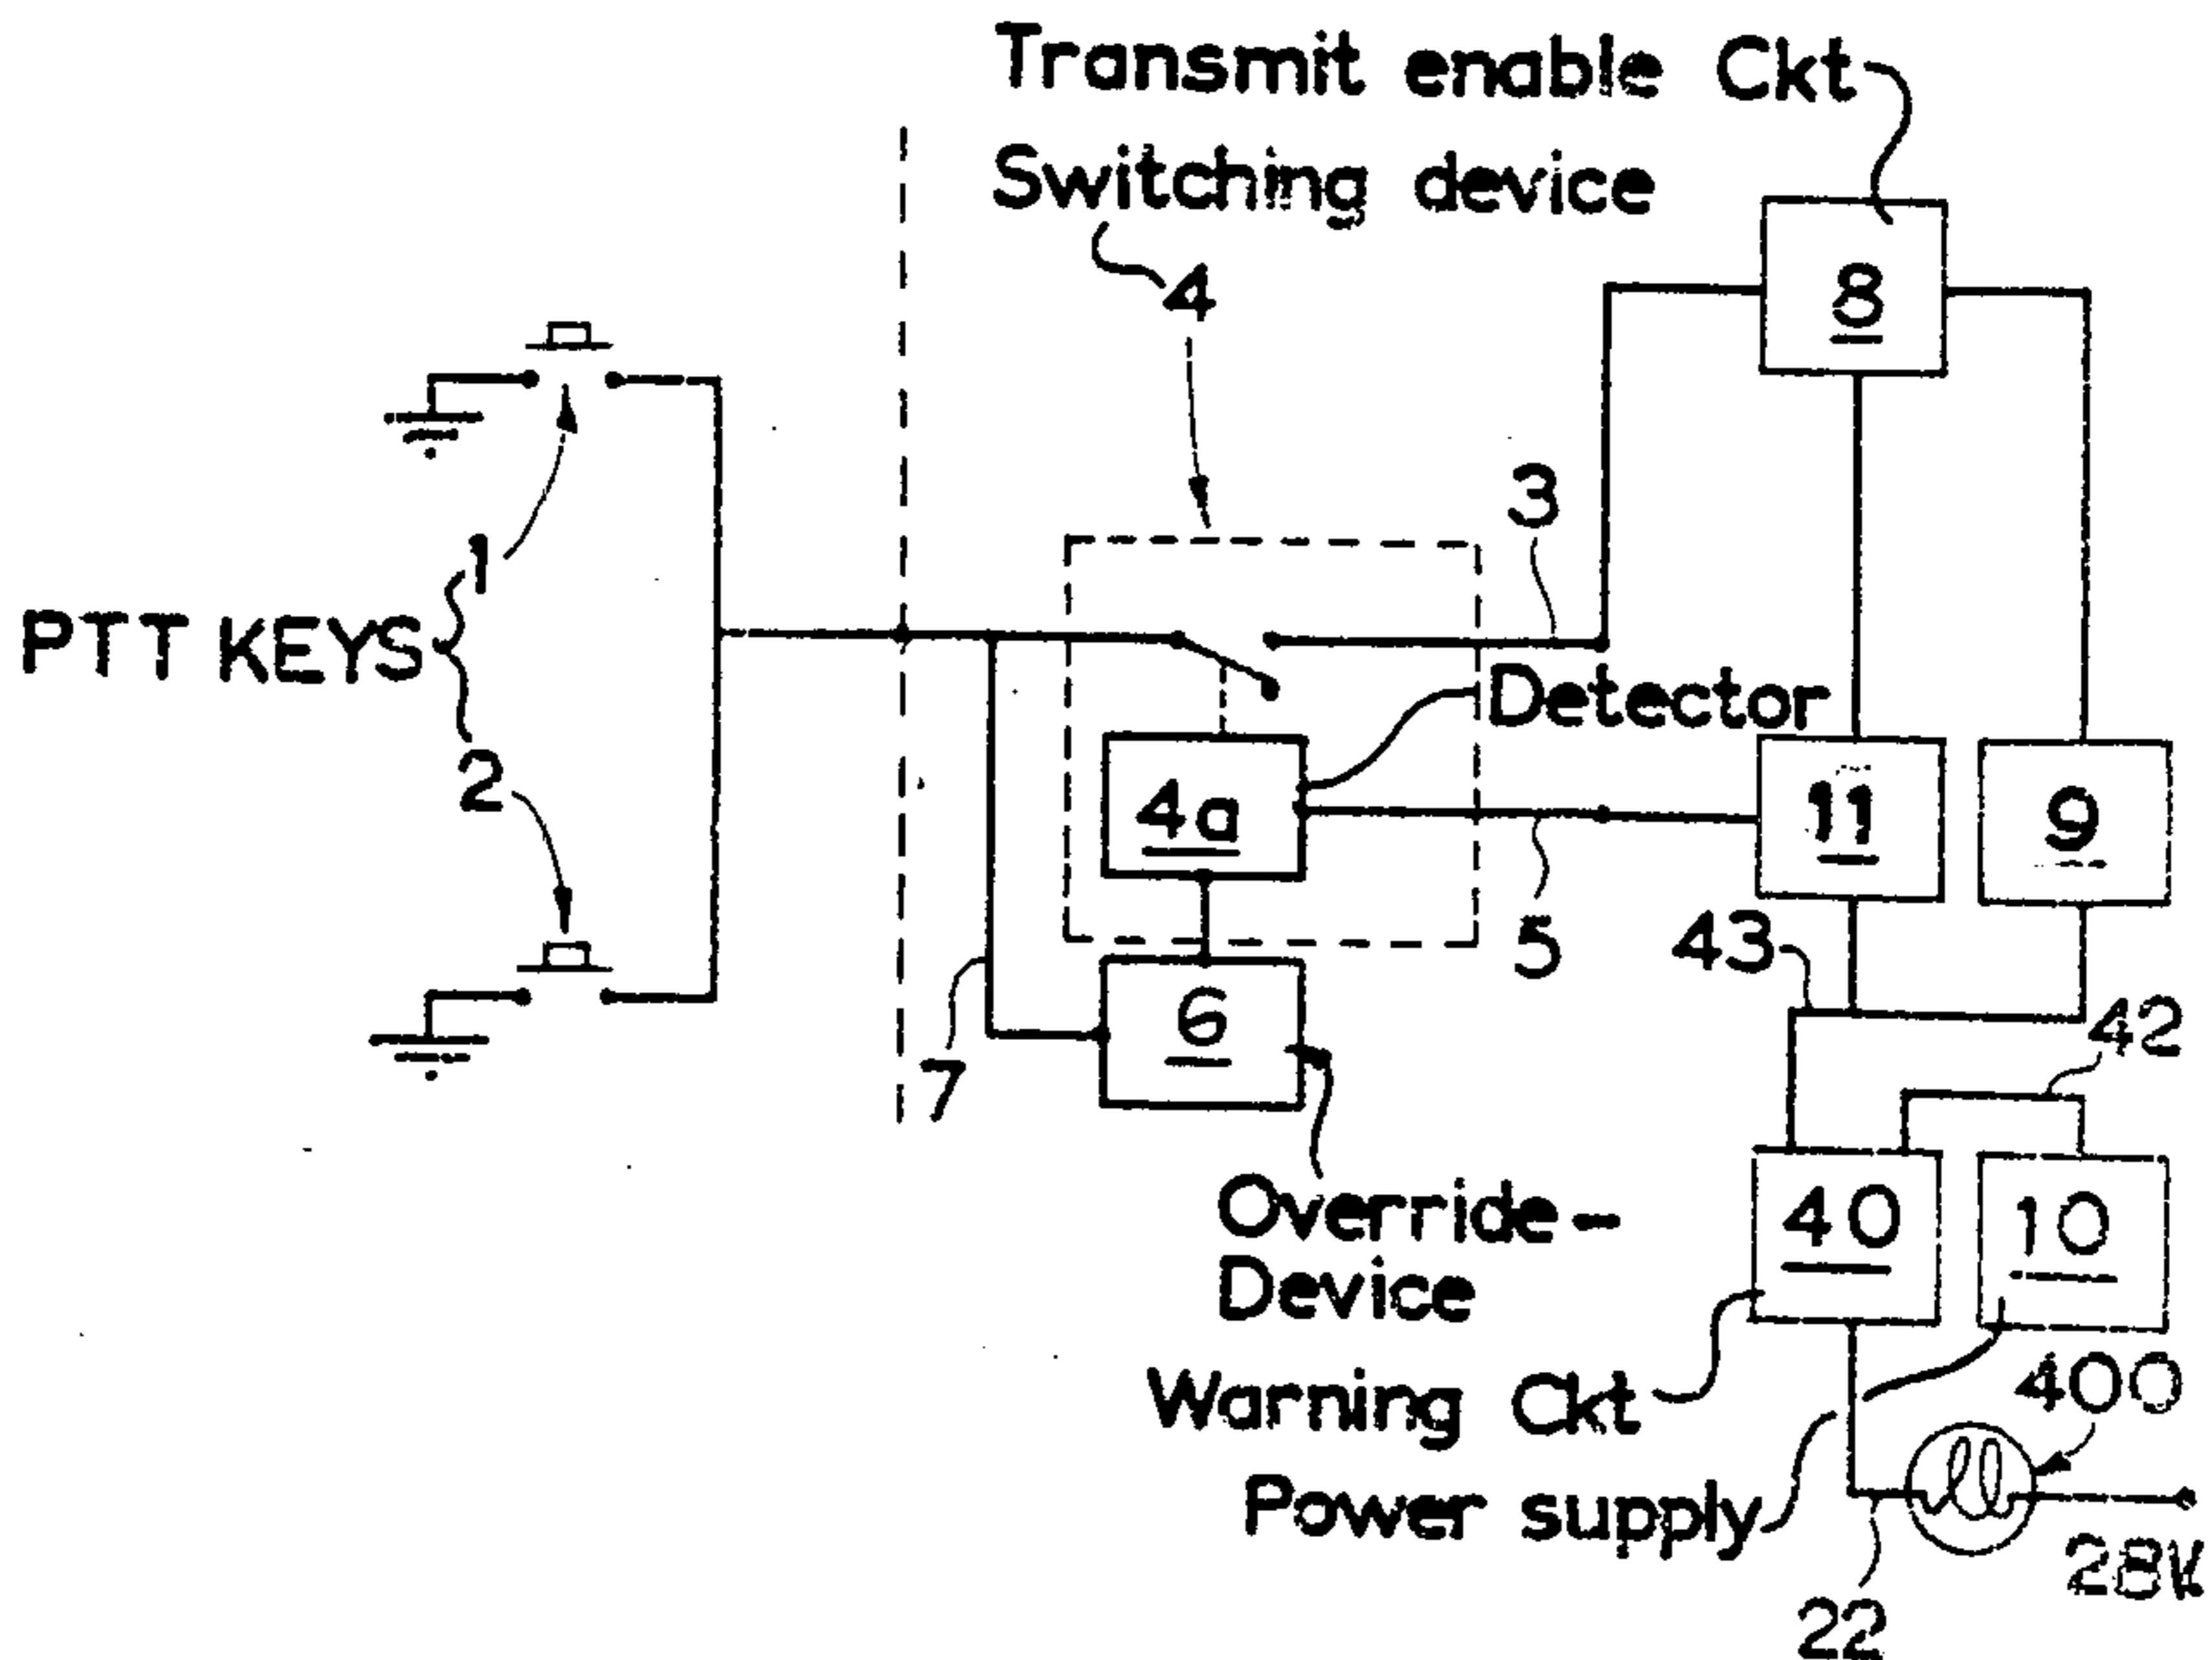 Transmit enable Ckt
Switching device
4
8
3
1
PTT KEYS
2
Detector
4a
11
9
5
43
6
42
7
Override-
Device
40
10
Warning Ckt
400
Power supply
28V
22